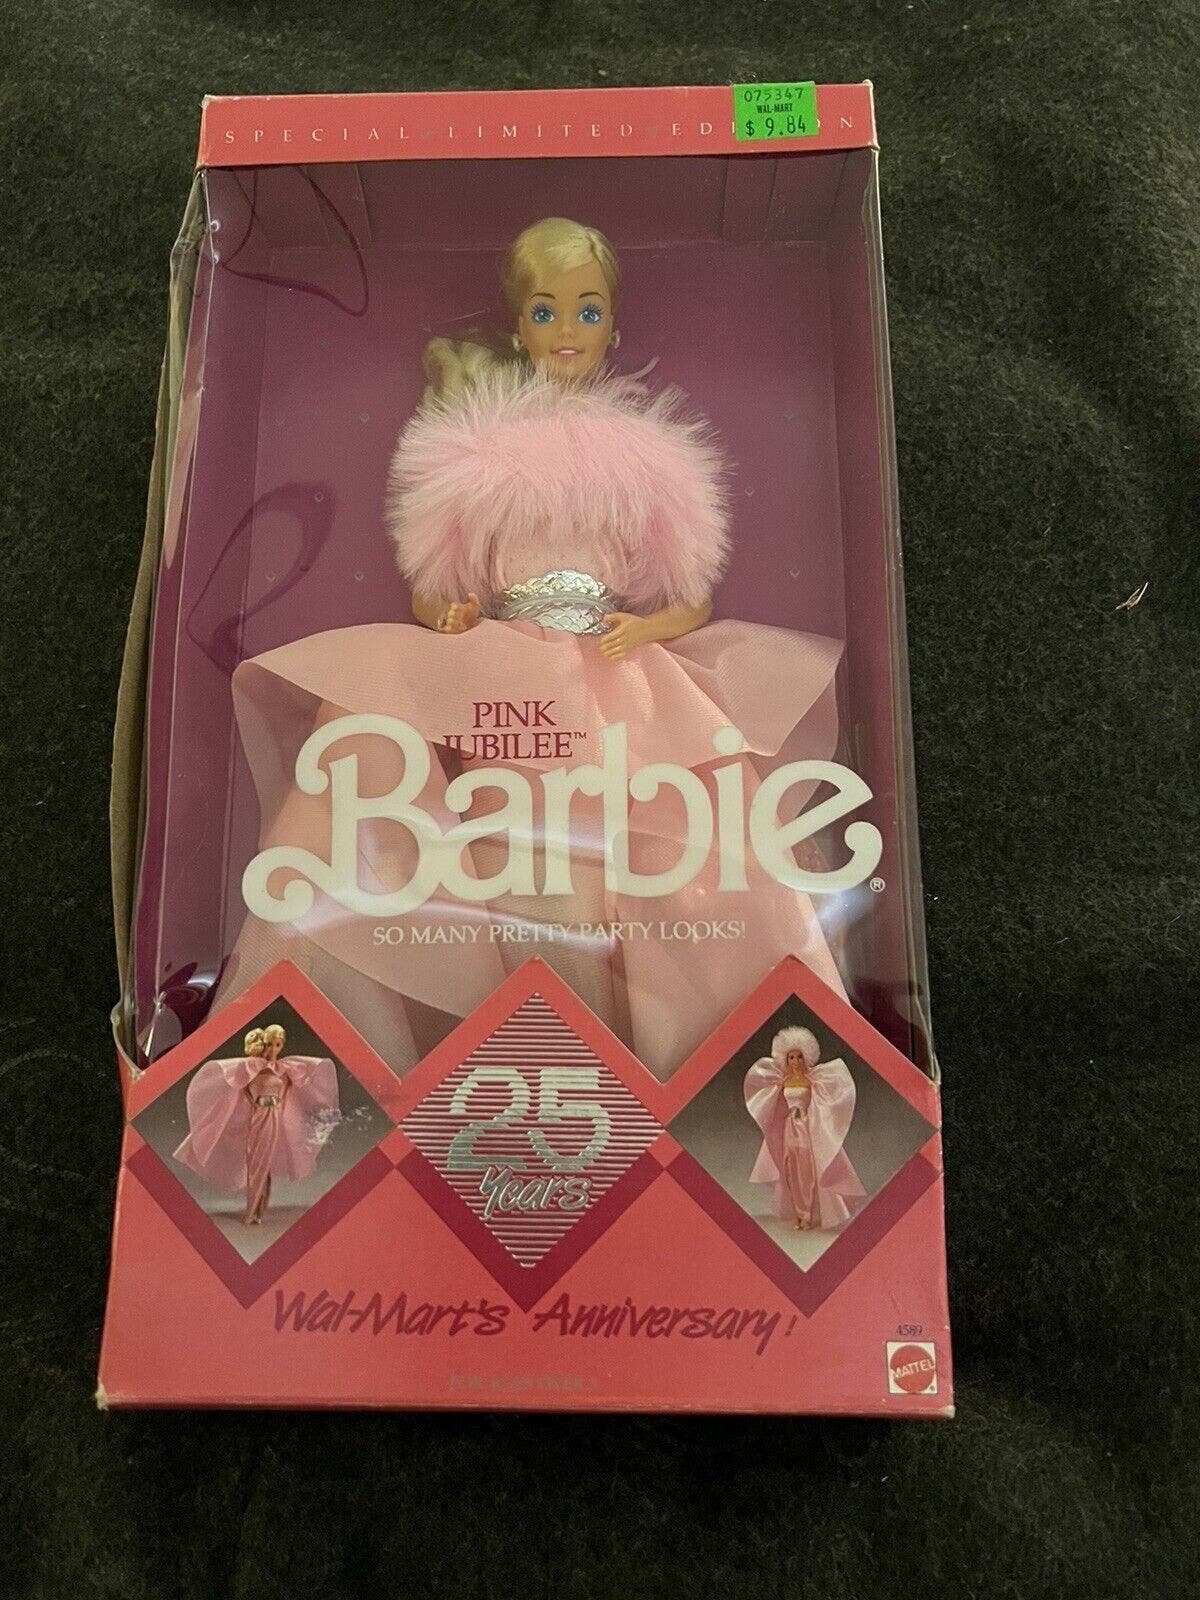 075347
WAL-MART
$ 9.84
SPECIAL LIMITED EDI N
PINK
JUBILEE™
Barbie®
SO MANY PRETTY PARTY LOOKS!
25
Years
Wal-Mart's Anniversary!
4589
MATTEL